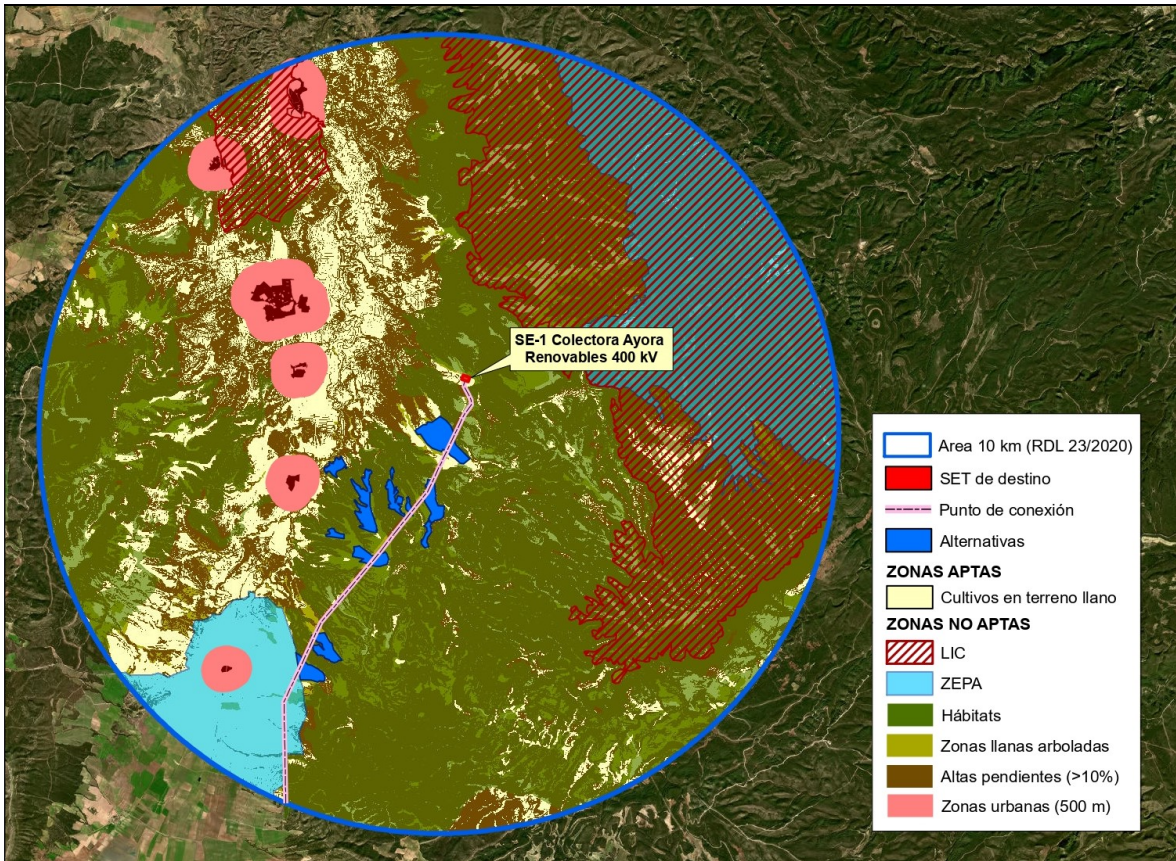 SE-1 Colectora Ayora
Renovables 400 kV
Area 10 km (RDL 23/2020)
SET de destino
Punto de conexión
Alternativas
ZONAS APTAS
Cultivos en terreno llano
ZONAS NO APTAS
LIC
ZEPA
Hábitats
Zonas llanas arboladas
Altas pendientes (>10%)
Zonas urbanas (500 m)